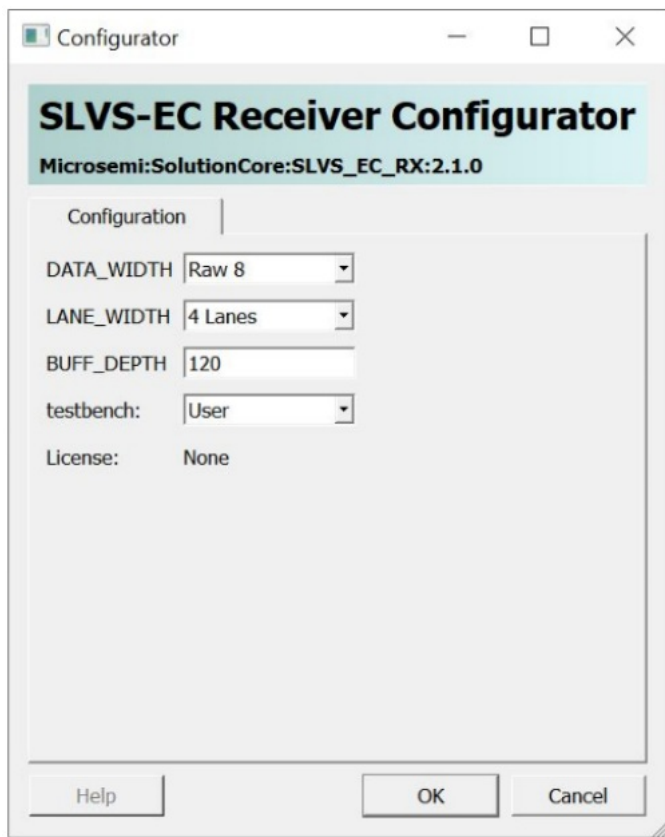 Configurator
SLVS-EC Receiver Configurator
Microsemi:SolutionCore:SLVS_EC_RX:2.1.0
Configuration
DATA_WIDTH Raw 8
LANE_WIDTH 4 Lanes
BUFF_DEPTH 120
testbench: User
License: None
Help OK Cancel